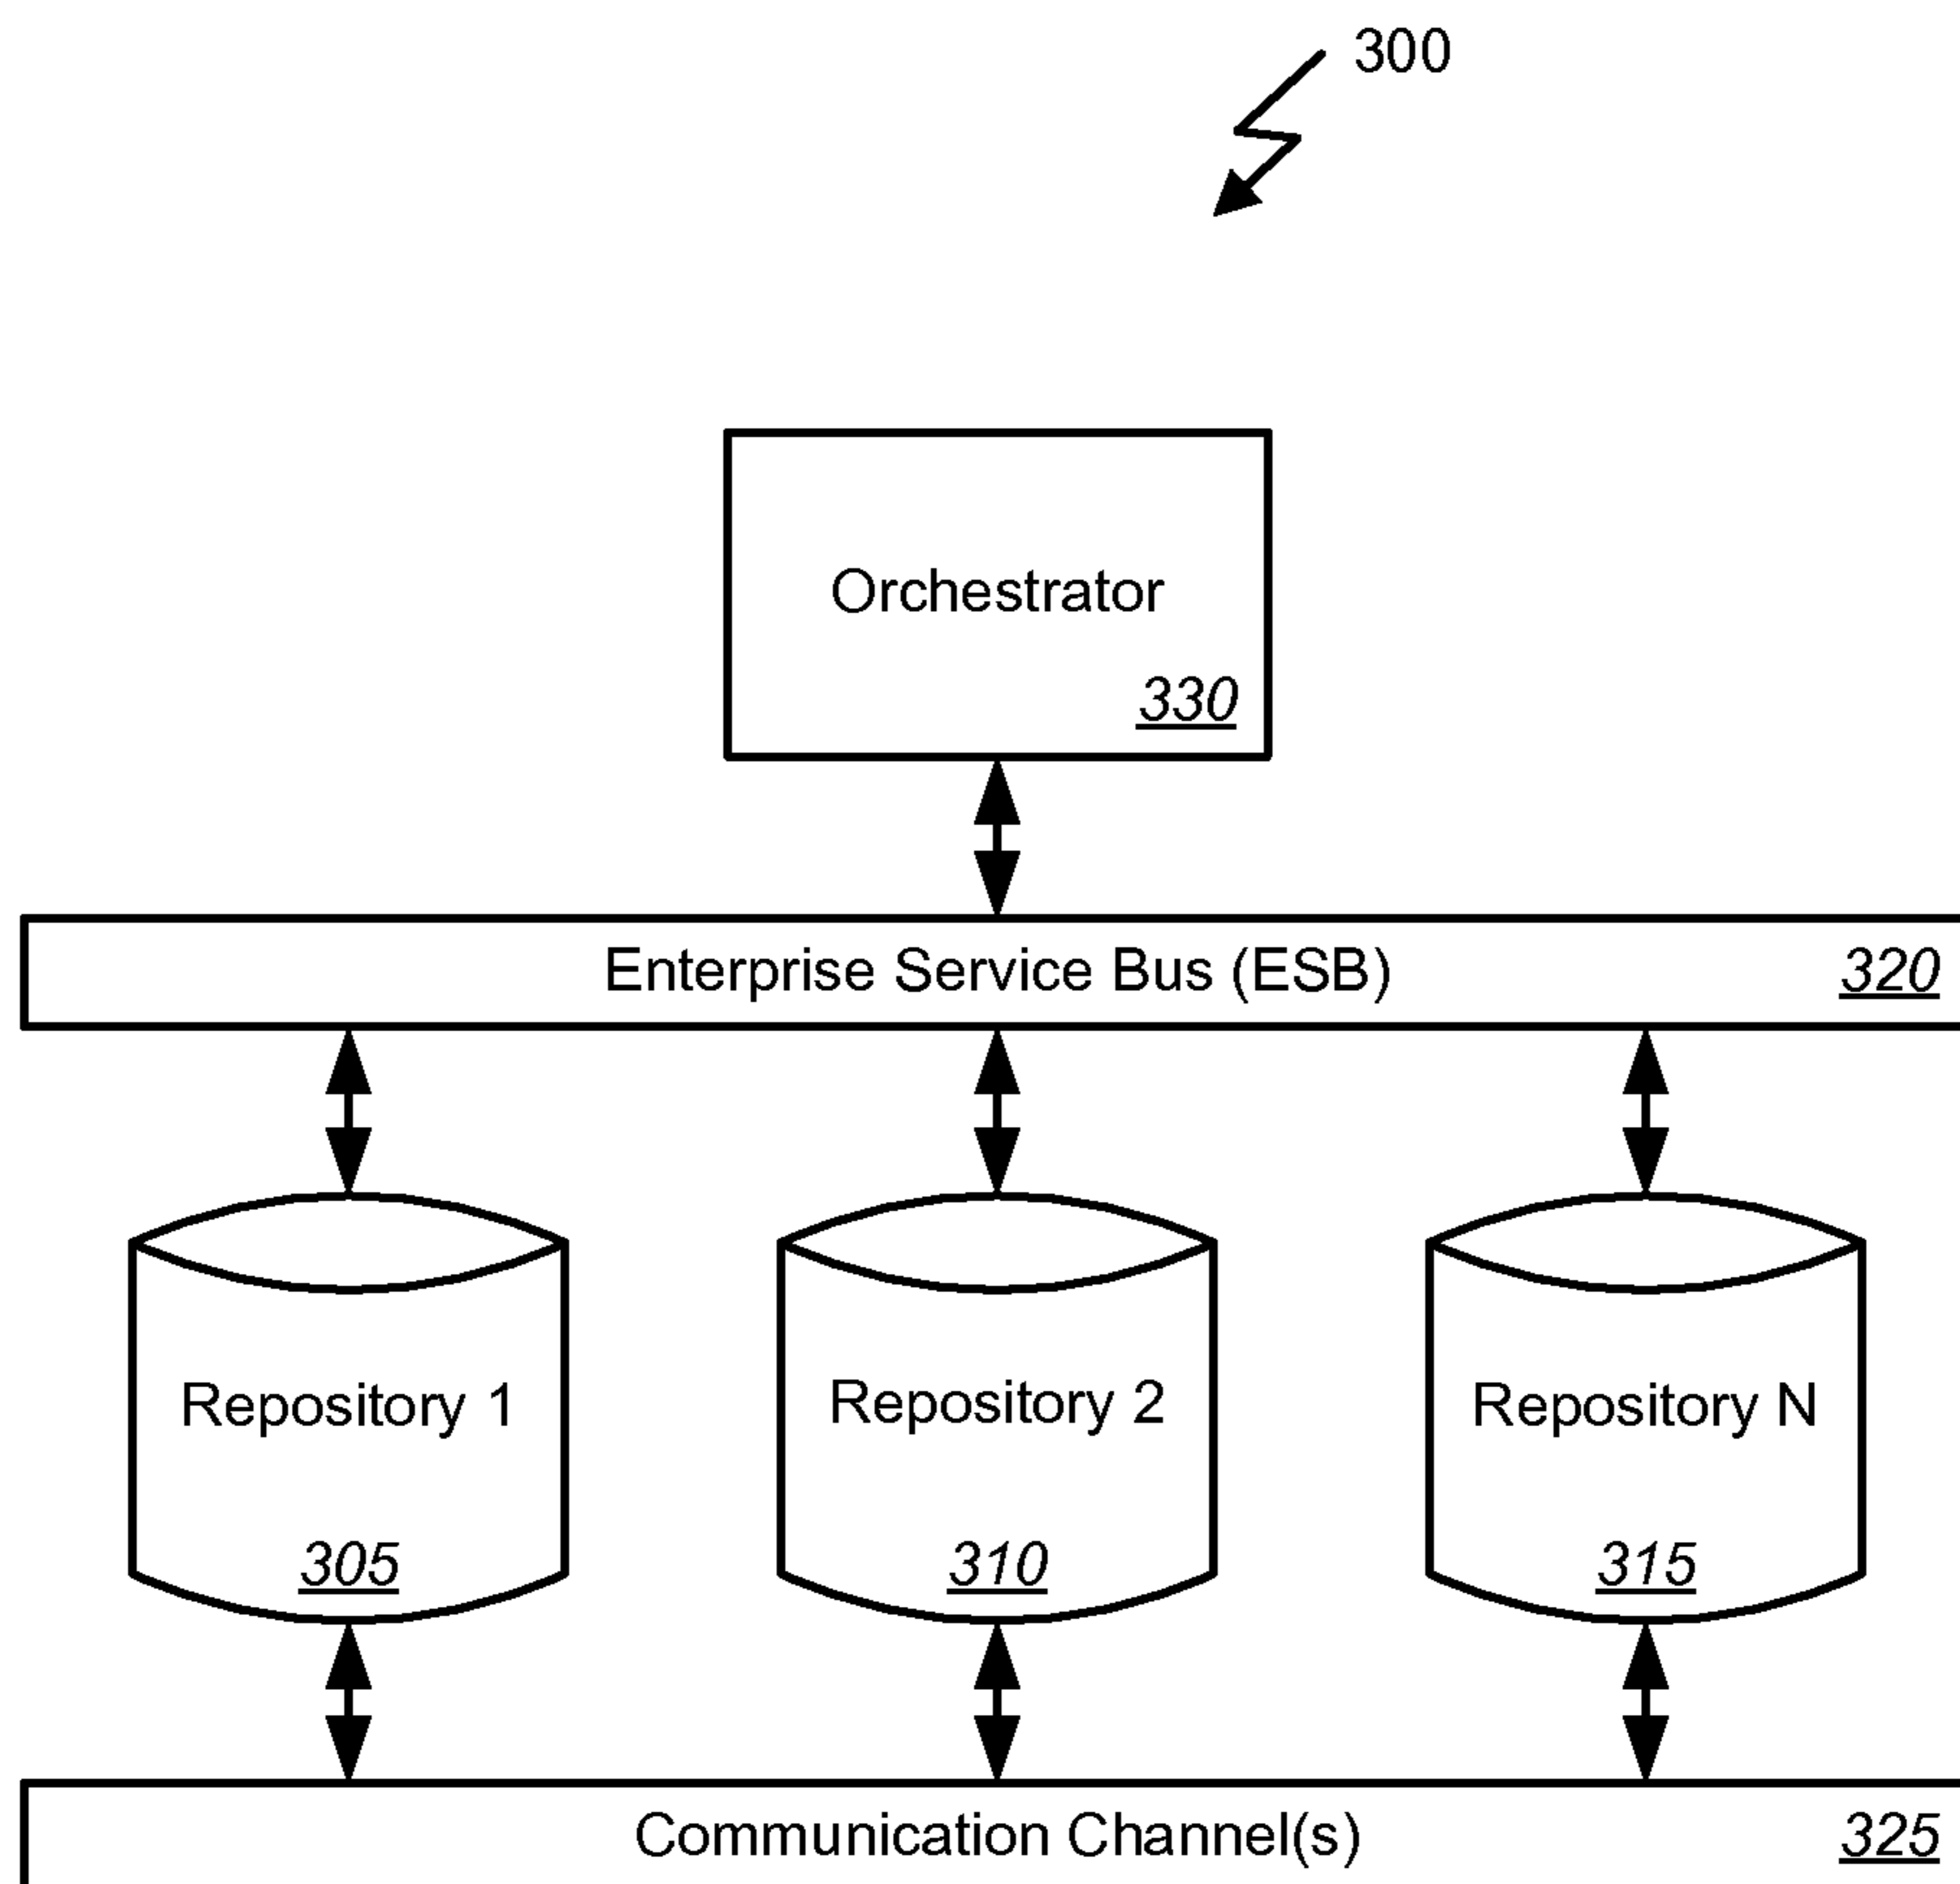 300
Orchestrator
330
Enterprise Service Bus (ESB)
320
Repository 1
305
Repository 2
310
Repository N
315
Communication Channel(s)
325